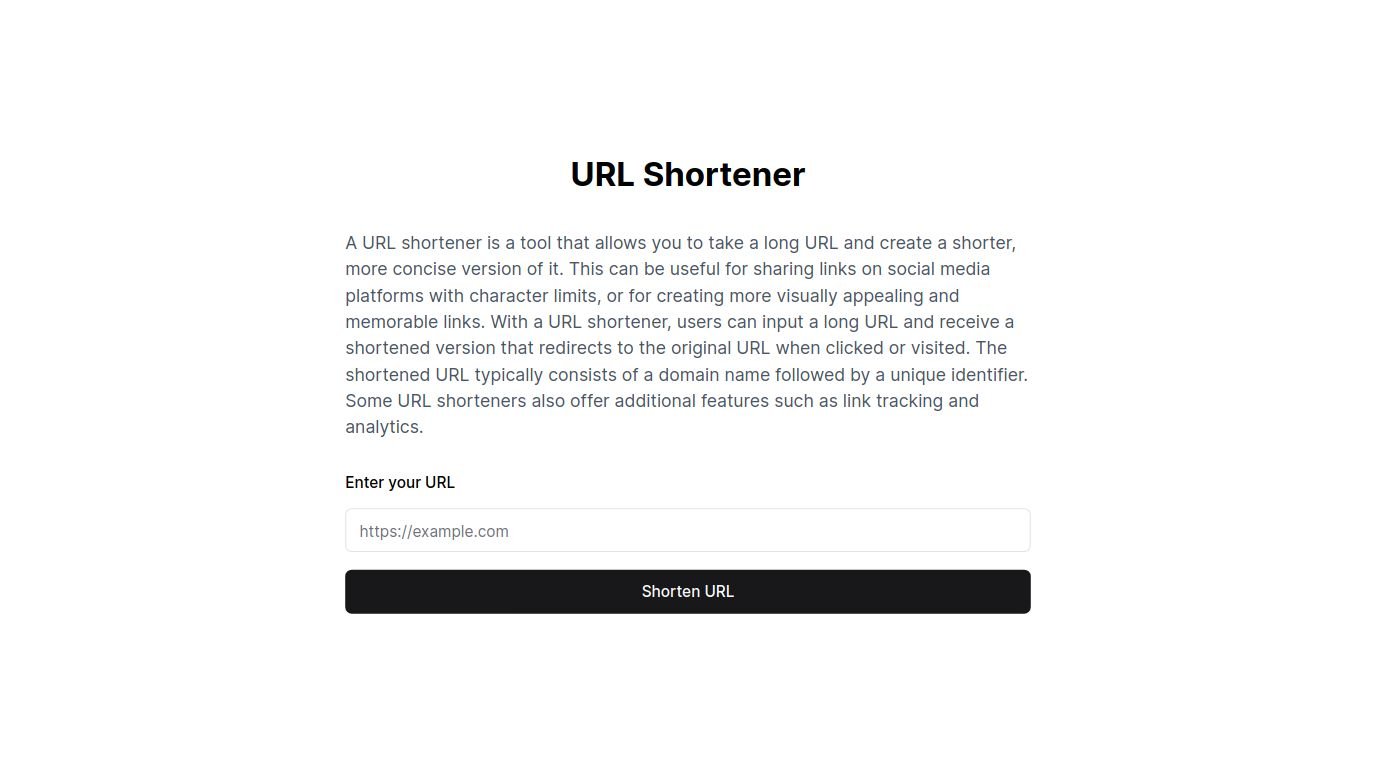 URL Shortener
A URL shortener is a tool that allows you to take a long URL and create a shorter,
more concise version of it. This can be useful for sharing links on social media
platforms with character limits, or for creating more visually appealing and
memorable links. With a URL shortener, users can input a long URL and receive a
shortened version that redirects to the original URL when clicked or visited. The
shortened URL typically consists of a domain name followed by a unique identifier.
Some URL shorteners also offer additional features such as link tracking and
analytics.
Enter your URL
https://example.com
Shorten URL